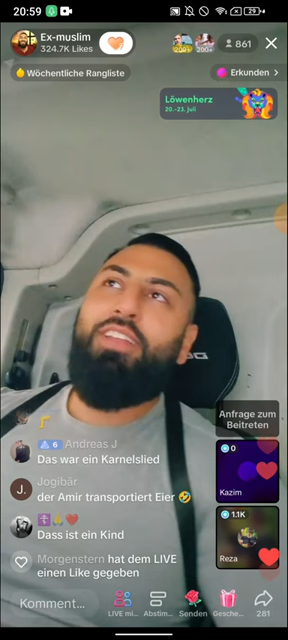 20:59
29
Ex-muslim
324.7K Likes
200+
200+
861
Wöchentliche Rangliste
Erkunden >
Löwenherz
20.-23. Juli
Anfrage zum
Beitreten
6 Andreas J
Das war ein Karnelslied
J. Jogibär
der Amir transportiert Eier 🤣
✝️🙏❤️
Dass ist ein Kind
Morgenstern hat dem LIVE
einen Like gegeben
0
Kazim
1.1K
Reza
Komment...
LIVE mi...
Abstim...
Senden
Gesche...
281